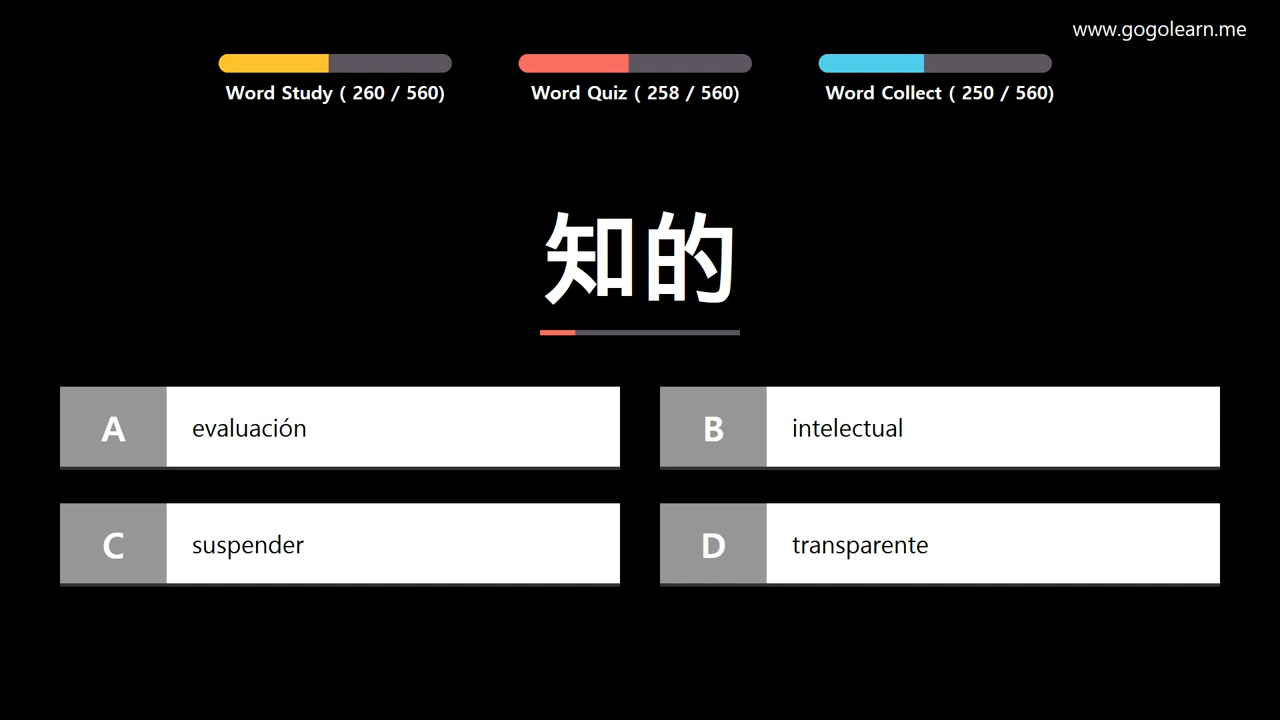 www.gogolearn.me
Word Study ( 260 / 560)
Word Quiz ( 258 / 560)
Word Collect ( 250 / 560)
知的
A evaluación
B intelectual
C suspender
D transparente